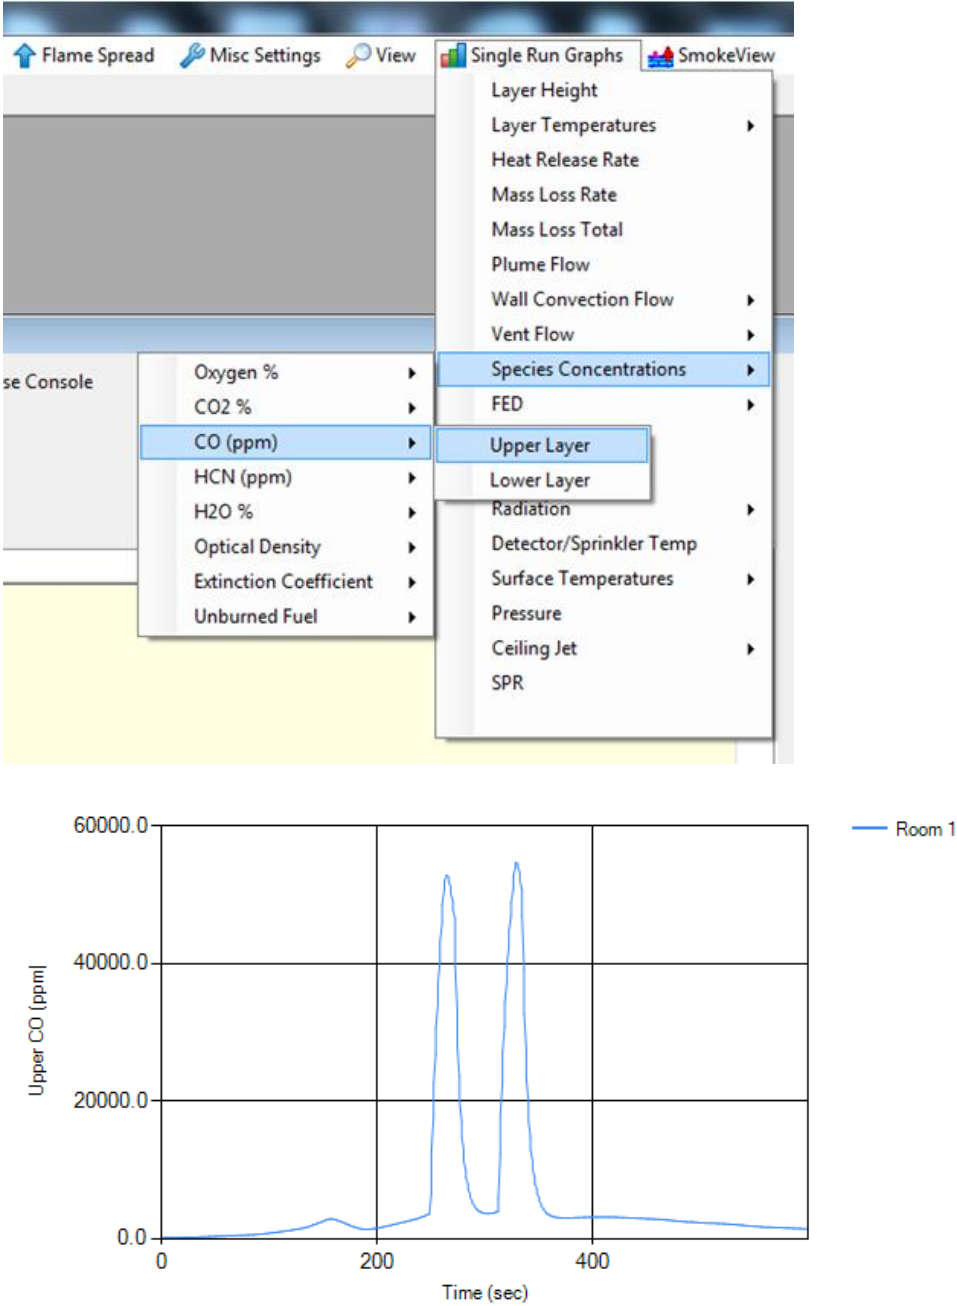 Flame Spread Misc Settings View Single Run Graphs SmokeView
Layer Height
Layer Temperatures
Heat Release Rate
Mass Loss Rate
Mass Loss Total
Plume Flow
Wall Convection Flow
Vent Flow
Species Concentrations
FED
Radiation
Detector/Sprinkler Temp
Surface Temperatures
Pressure
Ceiling Jet
SPR
se Console
Oxygen %
CO2 %
CO (ppm)
HCN (ppm)
H2O %
Optical Density
Extinction Coefficient
Unburned Fuel
Upper Layer
Lower Layer
60000.0
40000.0
20000.0
0.0
Upper CO (ppm)
0 200 400
Time (sec)
Room 1